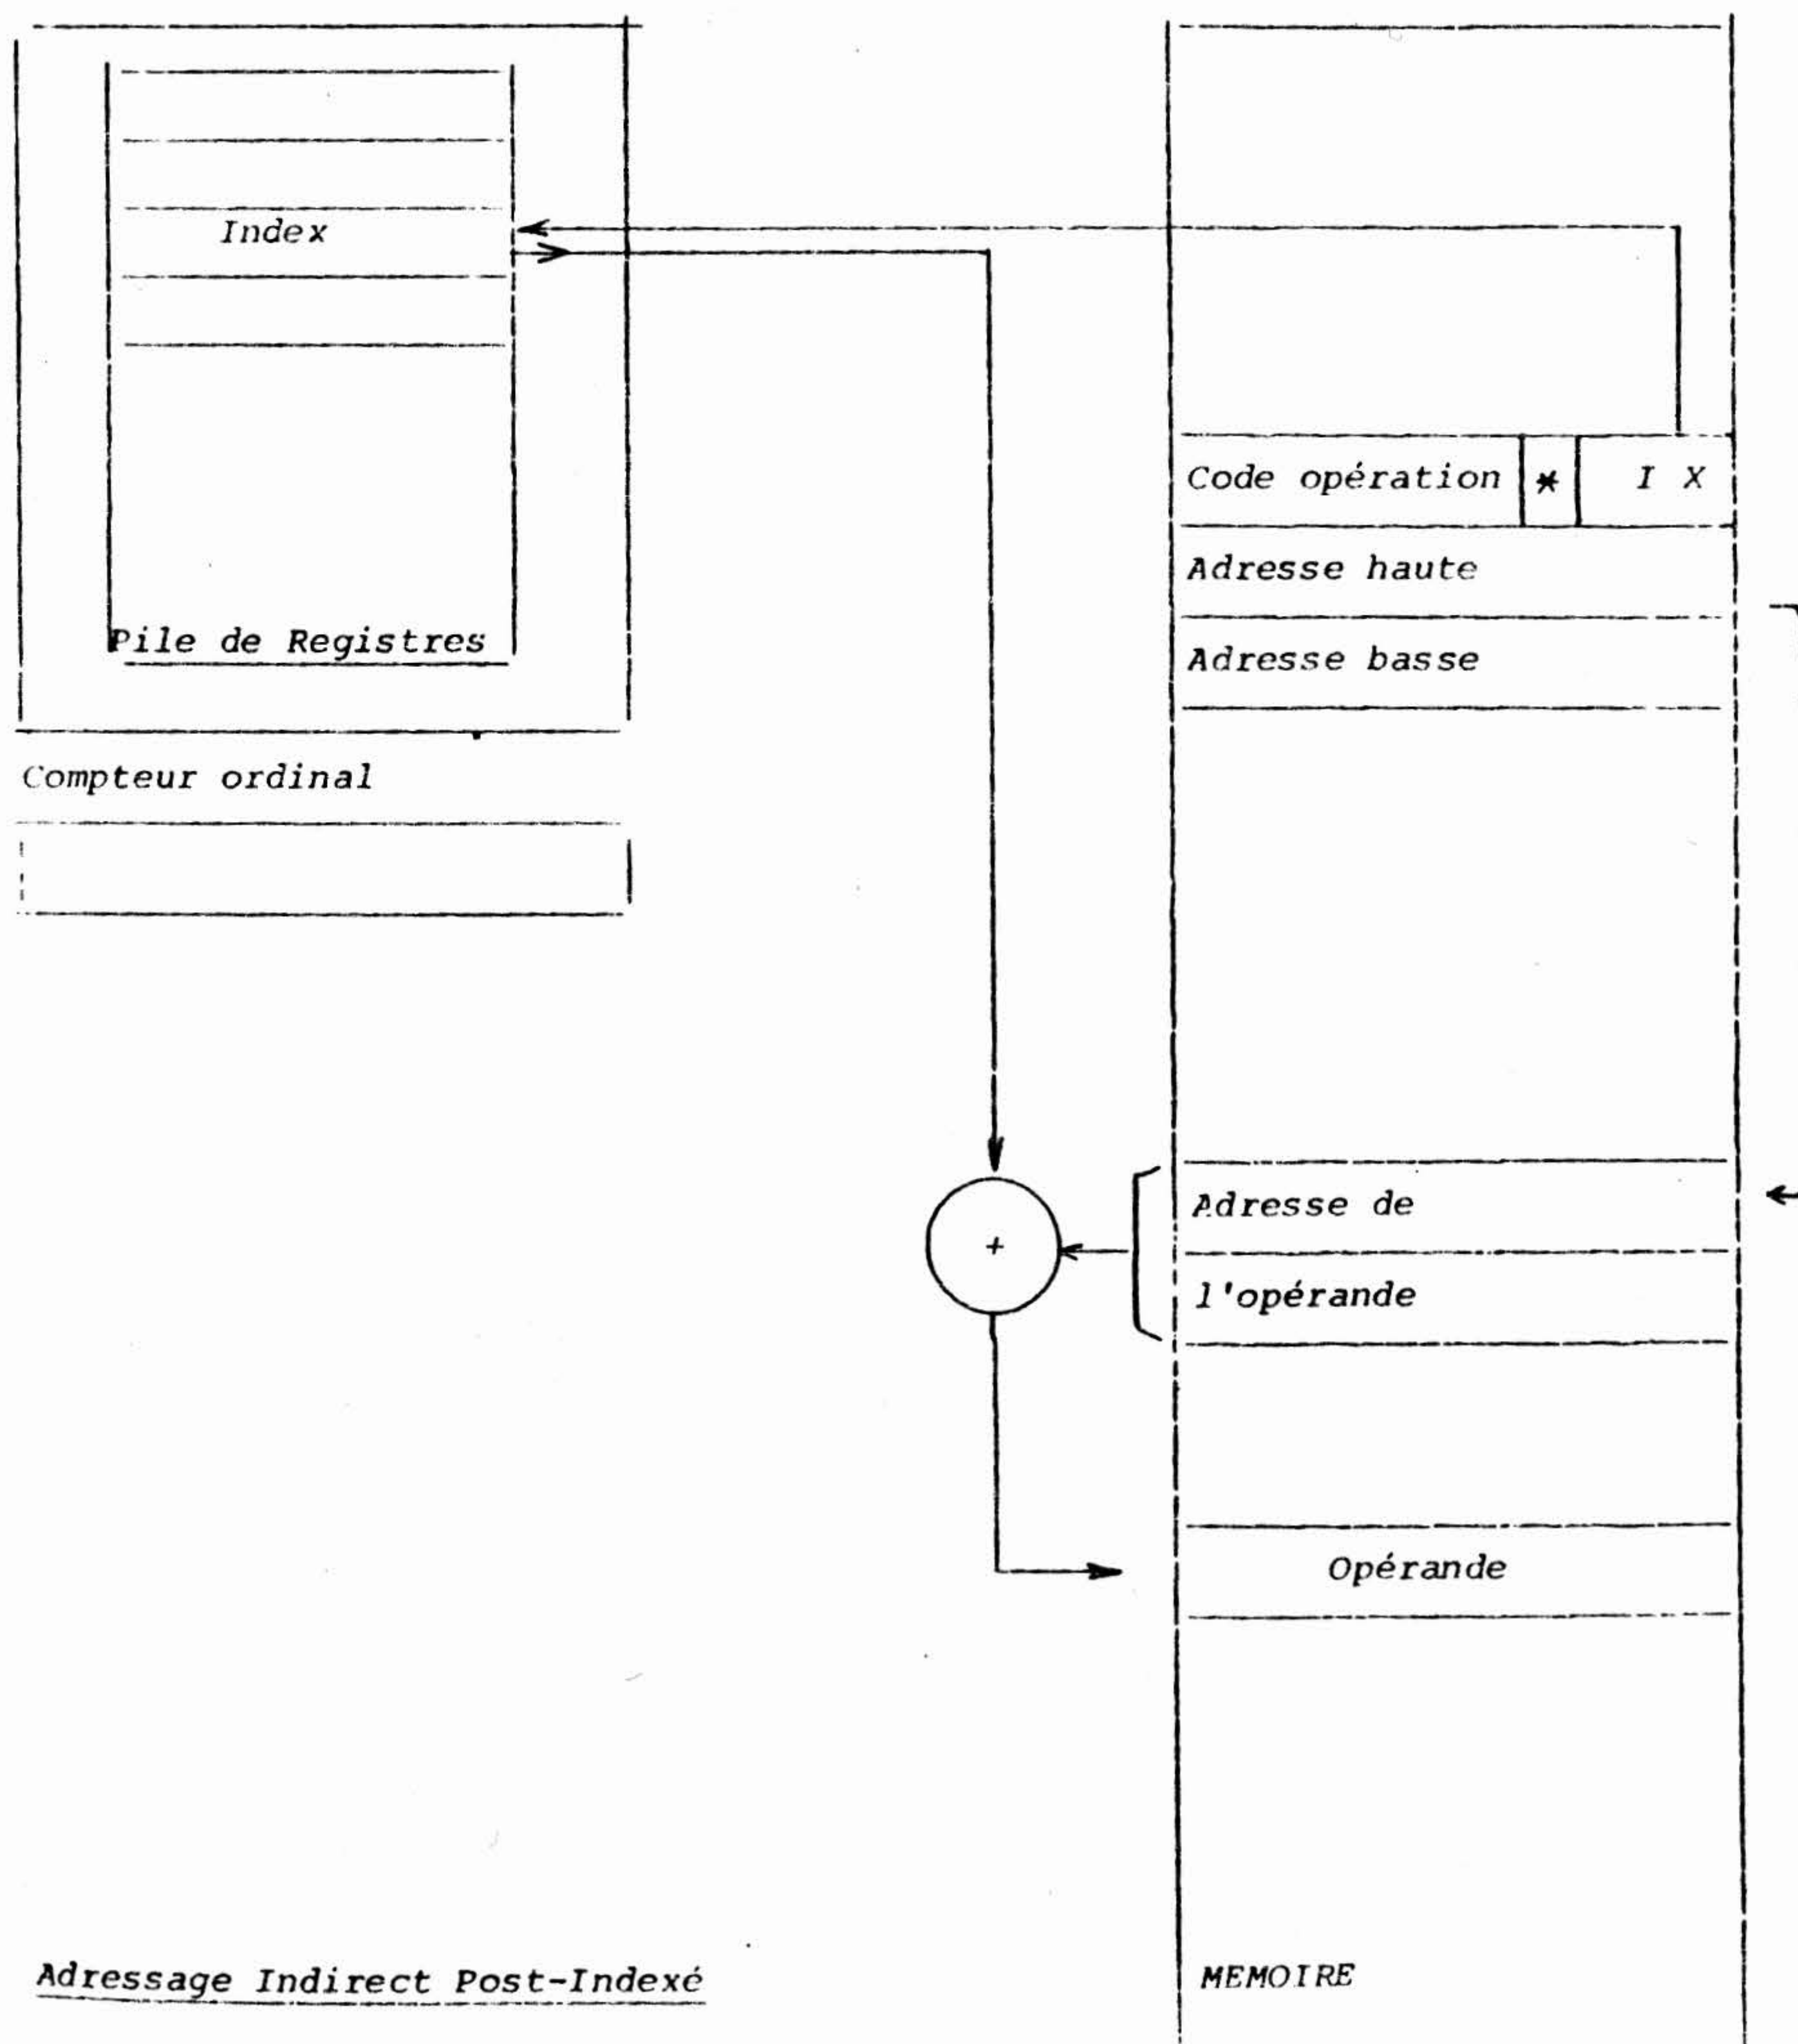 Index
Pile de Registres
Compteur ordinal
Code opération * I X
Adresse haute
Adresse basse
+
Adresse de
l'opérande
Opérande
Adressage Indirect Post-Indexé
MEMOIRE